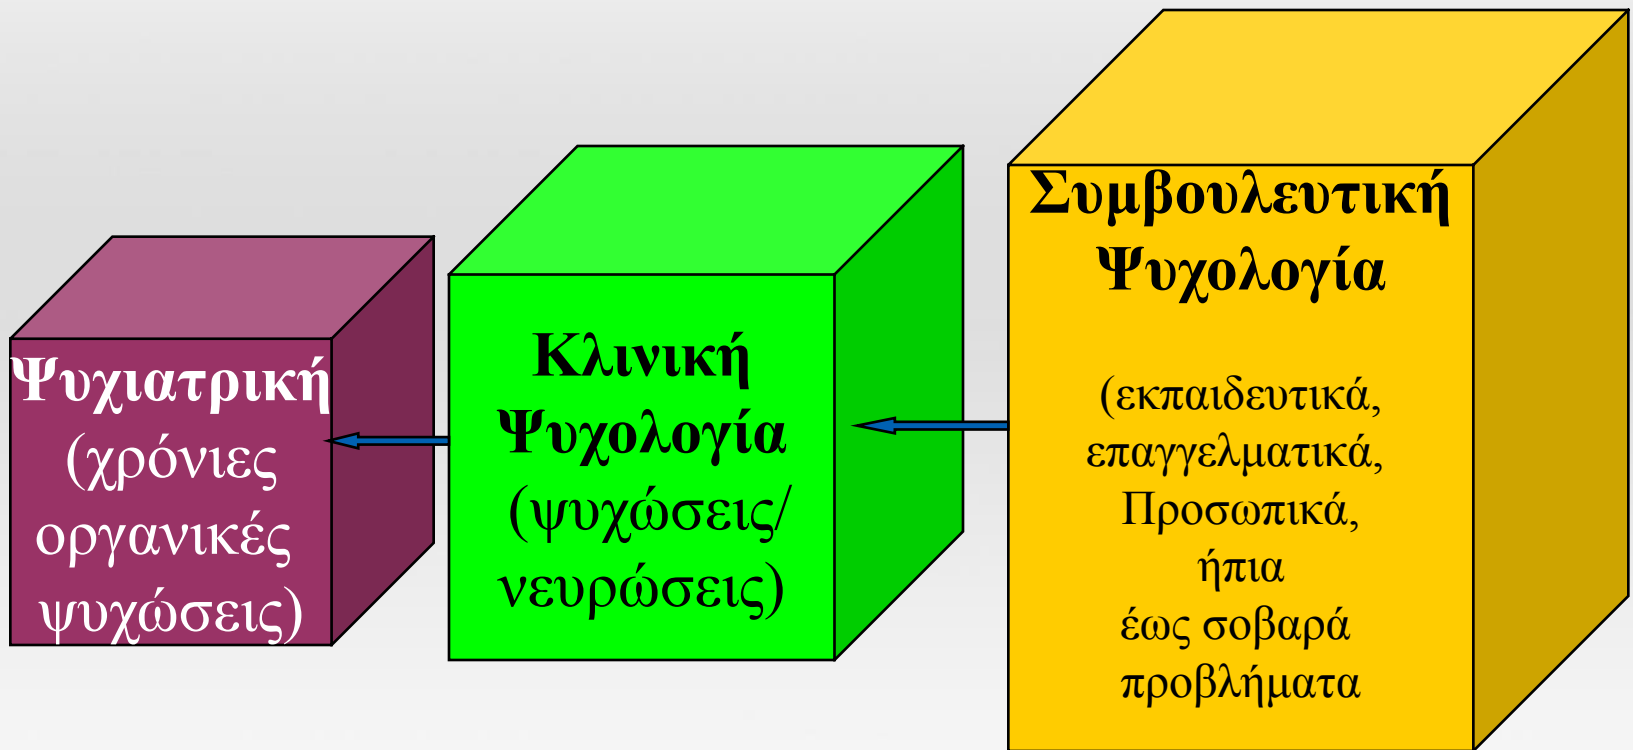 Ψυχιατρική
(χρόνιες
οργανικές
ψυχώσεις)
Κλινική
Ψυχολογία
(ψυχώσεις/
νευρώσεις)
Συμβουλευτική
Ψυχολογία
(εκπαιδευτικά,
επαγγελματικά,
Προσωπικά,
ήπια
έως σοβαρά
προβλήματα